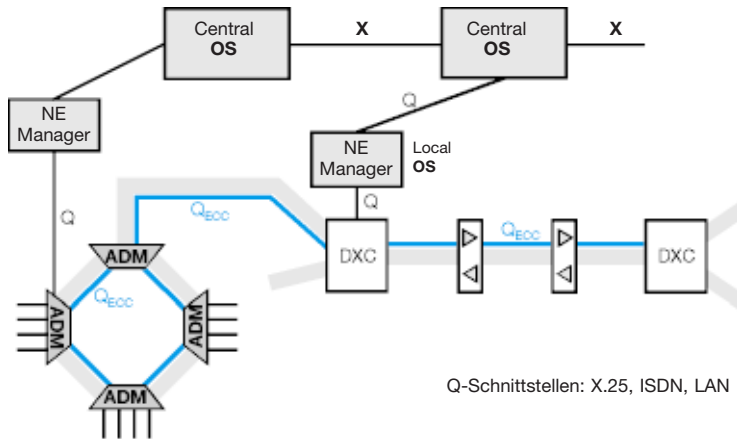 Central
OS
X
Central
OS
X
NE
Manager
Q
NE
Manager
Local
OS
Q
Q
QECC
ADM
QECC
ADM
ADM
ADM
DXC
QECC
DXC
Q-Schnittstellen: X.25, ISDN, LAN